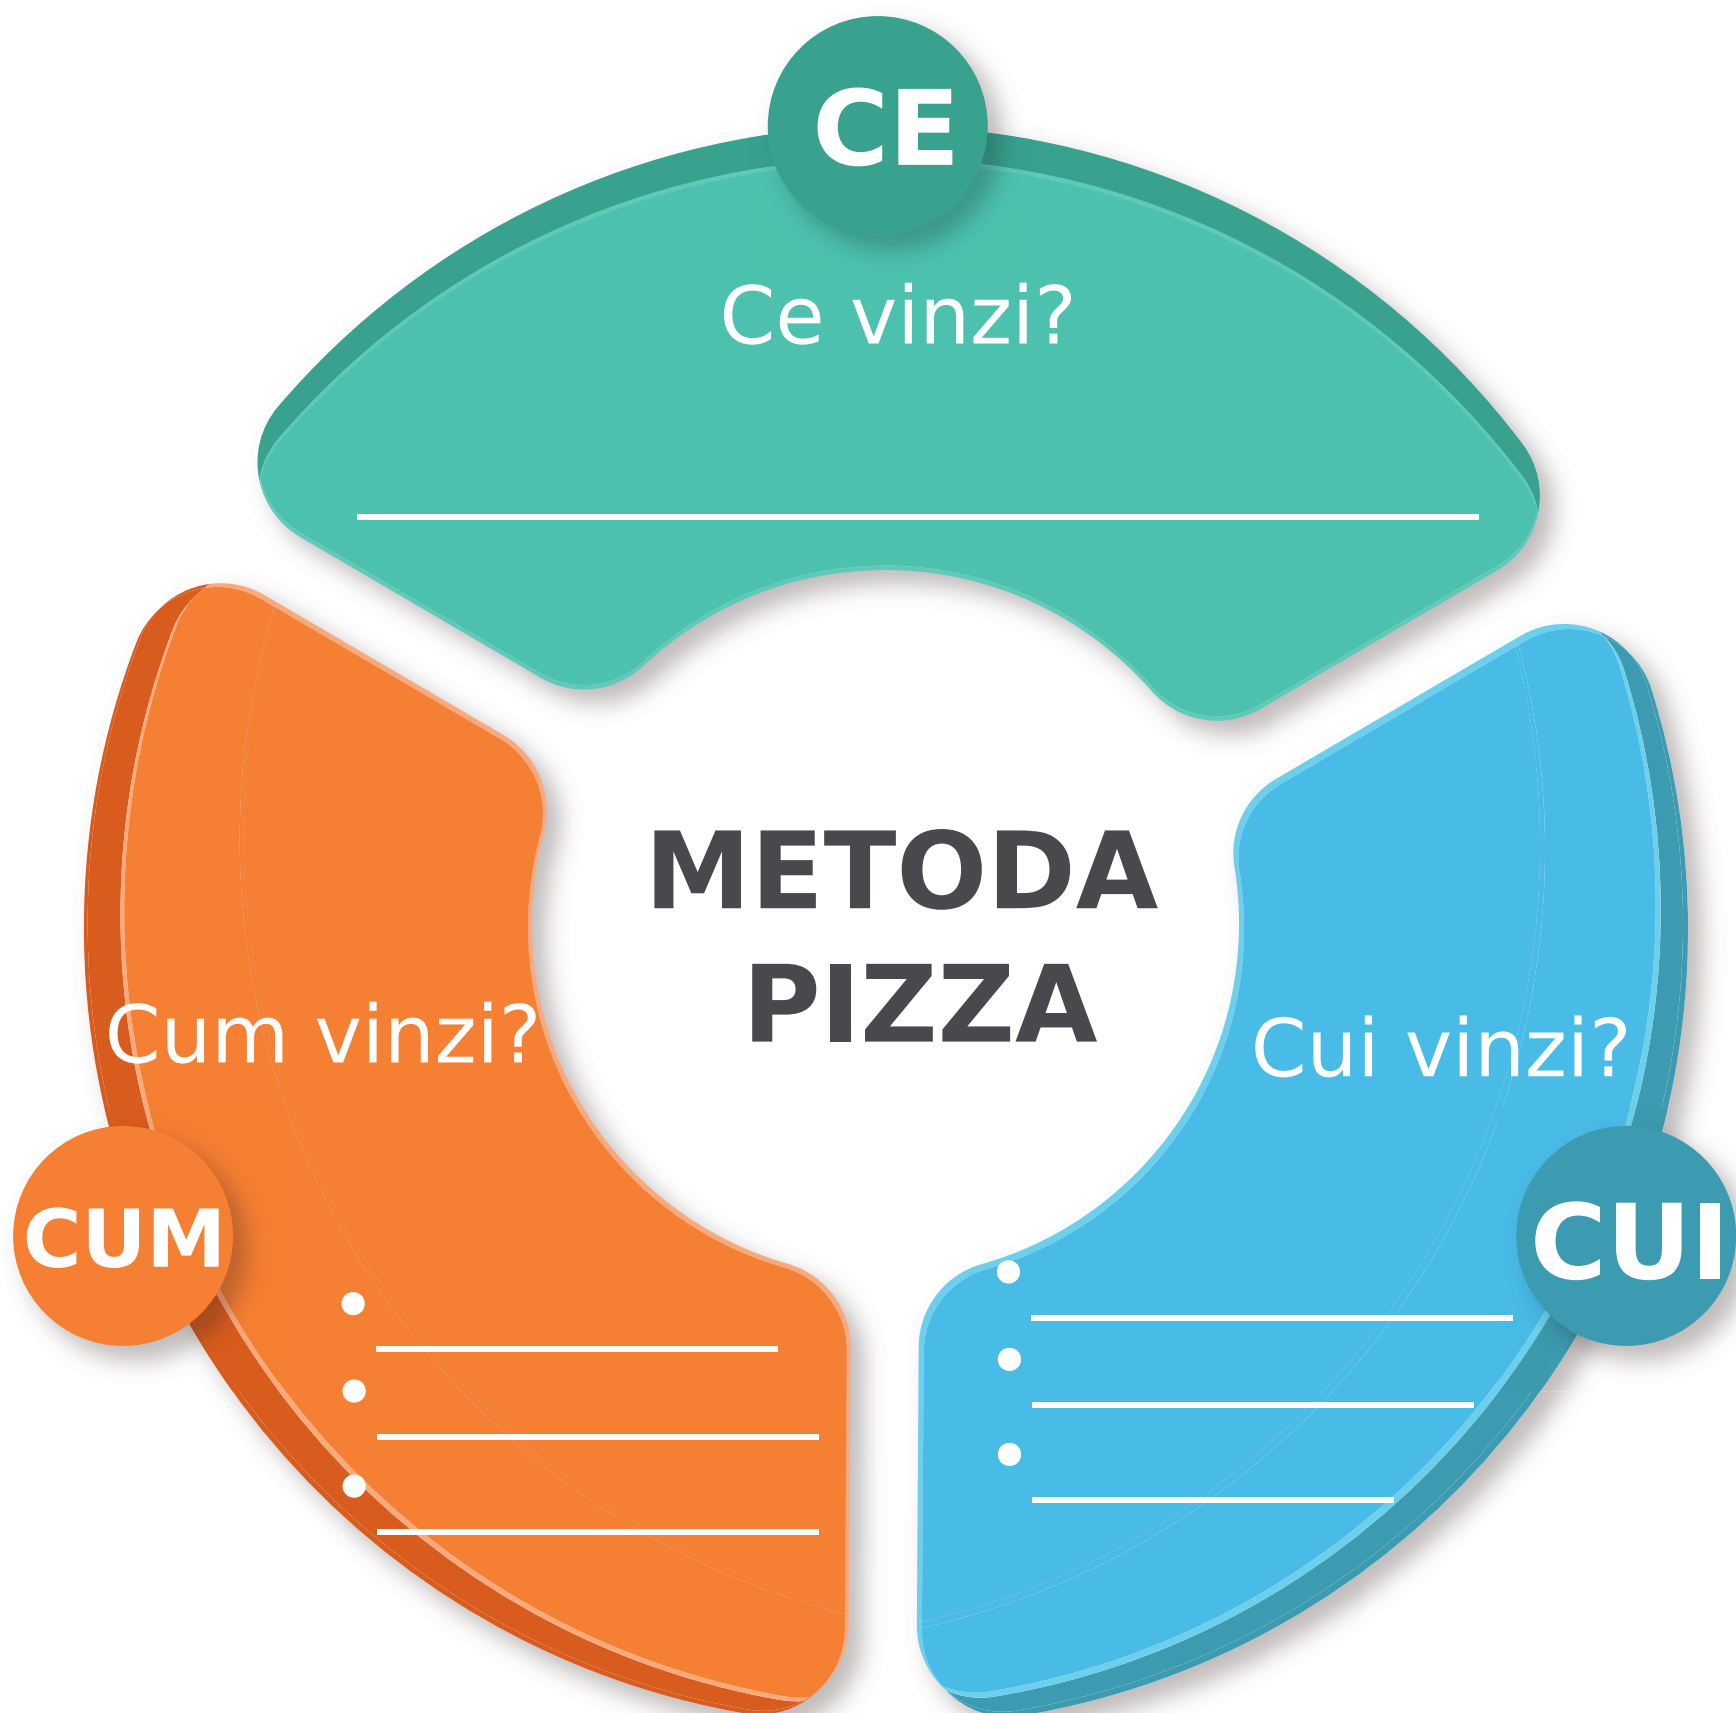 CE
Ce vinzi?
METODA
PIZZA
Cum vinzi?
Cui vinzi?
CUM
CUI